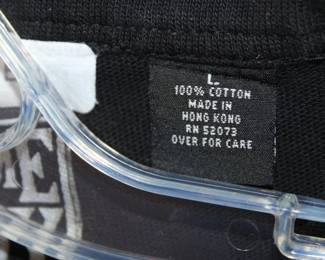 L
100% COTTON
MADE IN
HONG KONG
RN 52073
OVER FOR CARE